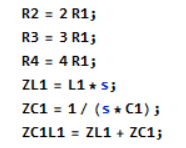 R2 = 2 R1;
R3 = 3 R1;
R4 = 4 R1;
ZL1 = L1 * s;
ZC1 = 1 / (s * C1);
ZC1L1 = ZL1 + ZC1;